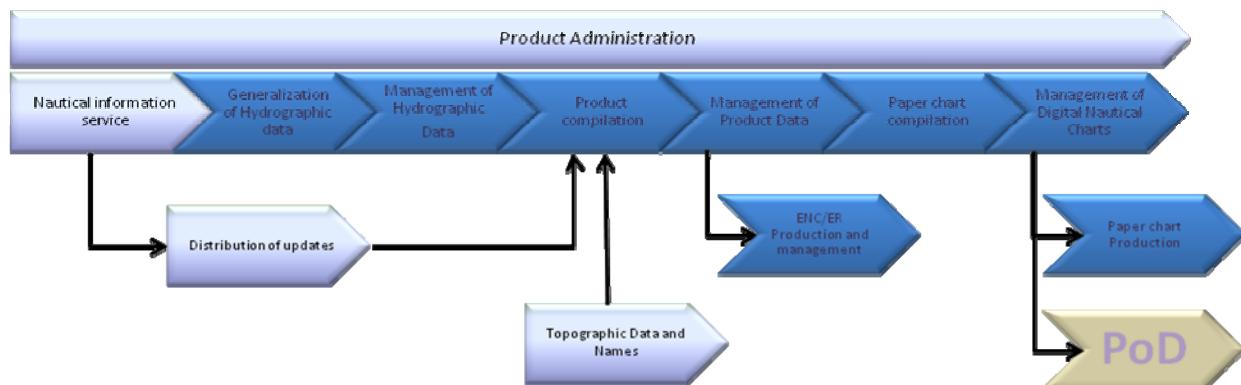 Product Administration
Nautical information
service
Generalization
of Hydrographic
data
Management of
Hydrographic
Data
Product
compilation
Management of
Product Data
Paper chart
compilation
Management of
Digital Nautical
Charts
Distribution of updates
ENC/ER
Production and
management
Paper chart
Production
Topographic Data and
Names
PoD